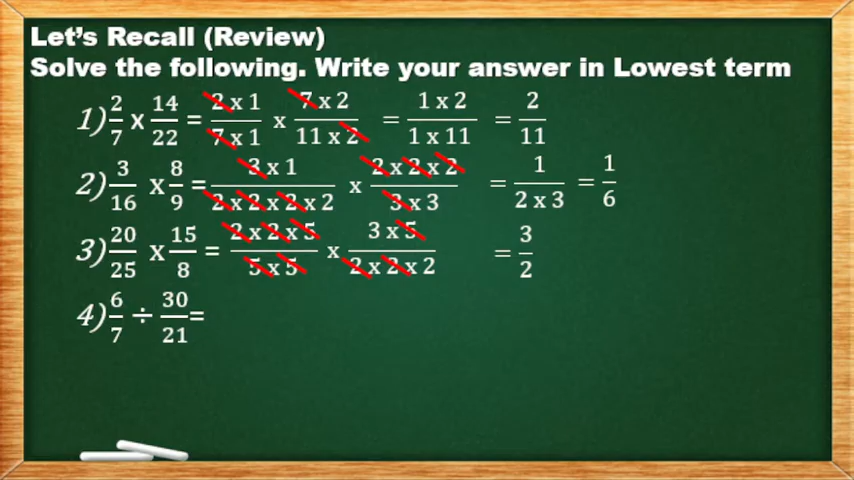 Let's Recall (Review)
Solve the following. Write your answer in Lowest term
1) 2/7 x 14/22 = (2 x 1)/(7 x 1) x (7 x 2)/(11 x 2) = (1 x 2)/(1 x 11) = 2/11
2) 3/16 x 8/9 = (3 x 1)/(2 x 2 x 2 x 2) x (2 x 2 x 2)/(3 x 3) = 1/(2 x 3) = 1/6
3) 20/25 x 15/8 = (2 x 2 x 5)/(5 x 5) x (3 x 5)/(2 x 2 x 2) = 3/2
4) 6/7 ÷ 30/21 =